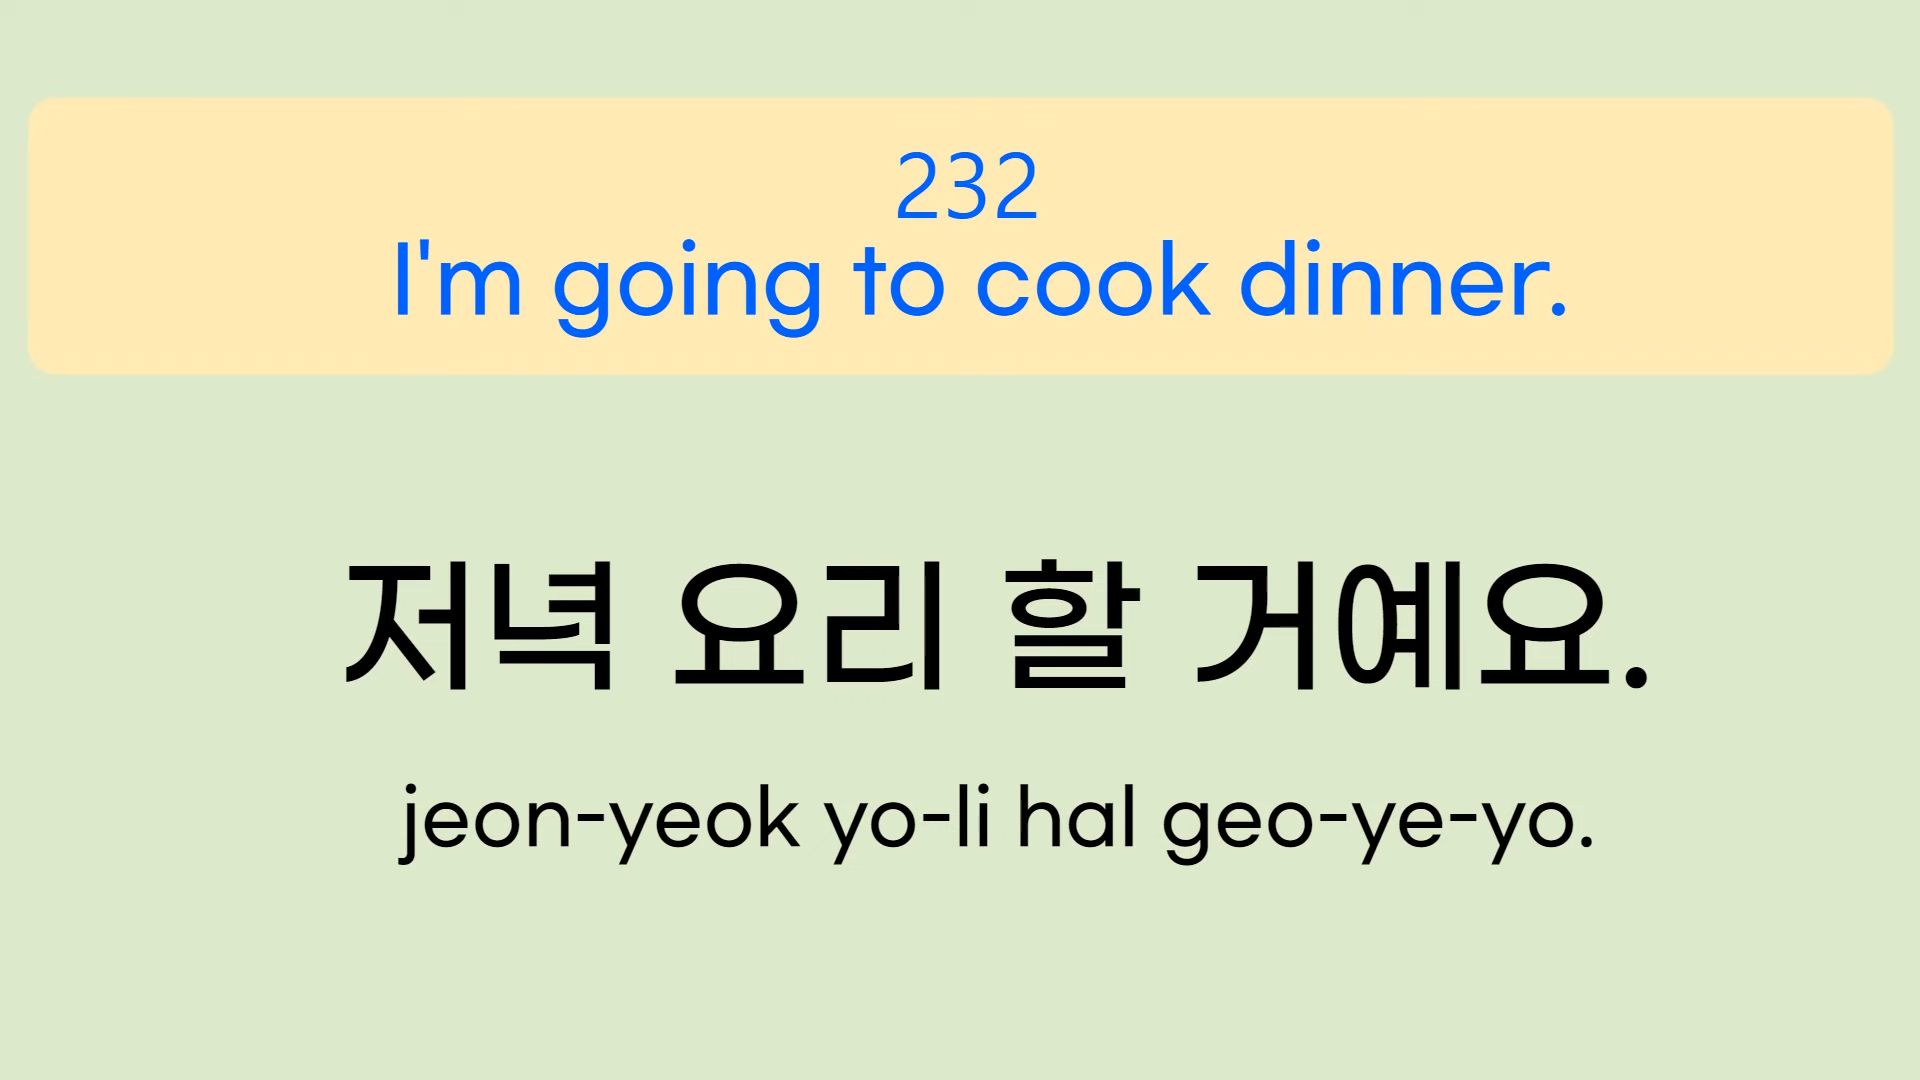 232
I'm going to cook dinner.
저녁 요리 할 거예요.
jeon-yeok yo-li hal geo-ye-yo.